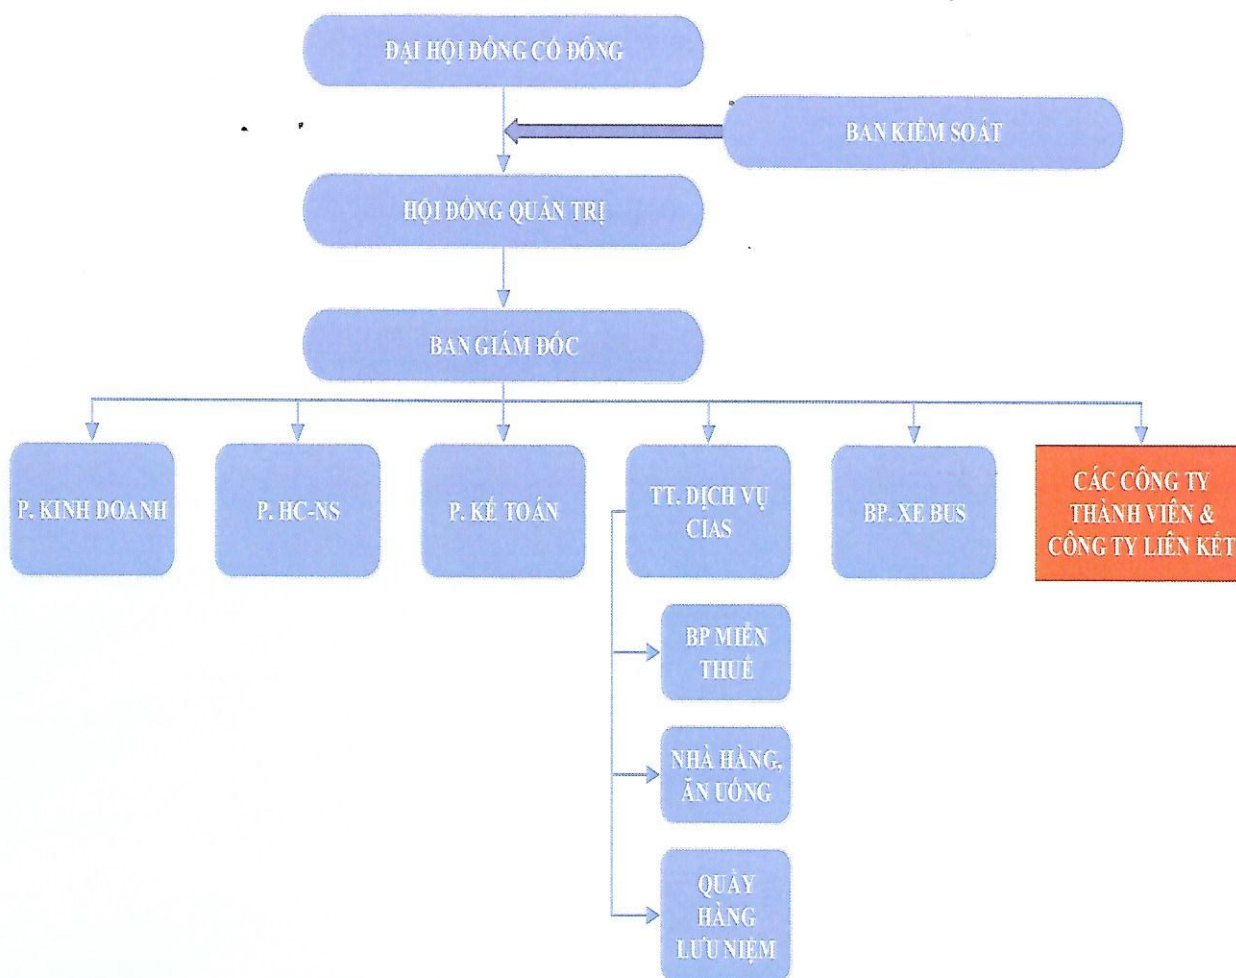 ĐẠI HỘI ĐỒNG CỔ ĐÔNG
BAN KIỂM SOÁT
HỘI ĐỒNG QUẢN TRỊ
BAN GIÁM ĐỐC
P. KINH DOANH
P. HC-NS
P. KẾ TOÁN
TT. DỊCH VỤ
CIAS
BP. XE BUS
CÁC CÔNG TY
THÀNH VIÊN &
CÔNG TY LIÊN KẾT
BP MIỄN
THUẾ
NHÀ HÀNG,
ĂN UỐNG
QUẦY
HÀNG
LƯU NIỆM